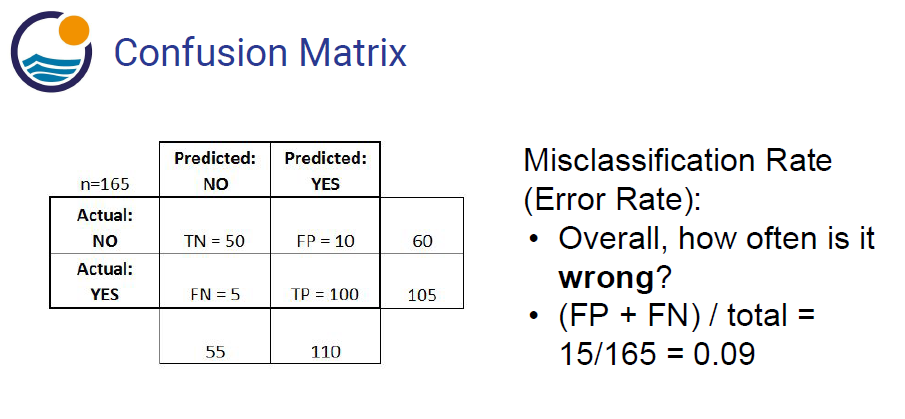 Confusion Matrix
Predicted: Predicted:
n=165 NO YES
Actual:
NO TN = 50 FP = 10 60
Actual:
YES FN = 5 TP = 100 105
55 110
Misclassification Rate
(Error Rate):
• Overall, how often is it
wrong?
• (FP + FN) / total =
15/165 = 0.09